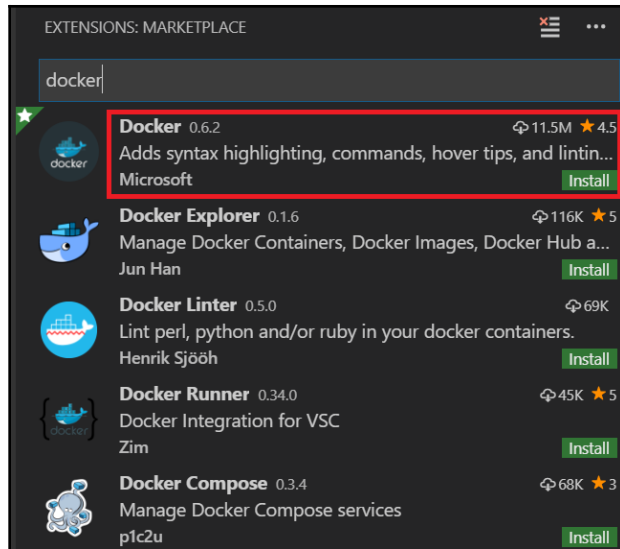 EXTENSIONS: MARKETPLACE
docker
Docker 0.6.2 11.5M 4.5
docker
Adds syntax highlighting, commands, hover tips, and lintin...
Microsoft Install
Docker Explorer 0.1.6 116K 5
Manage Docker Containers, Docker Images, Docker Hub a...
Jun Han Install
Docker Linter 0.5.0 69K
Lint perl, python and/or ruby in your docker containers.
Henrik Sjööh Install
Docker Runner 0.34.0 45K 5
docker
Docker Integration for VSC
Zim Install
Docker Compose 0.3.4 68K 3
Manage Docker Compose services
p1c2u Install